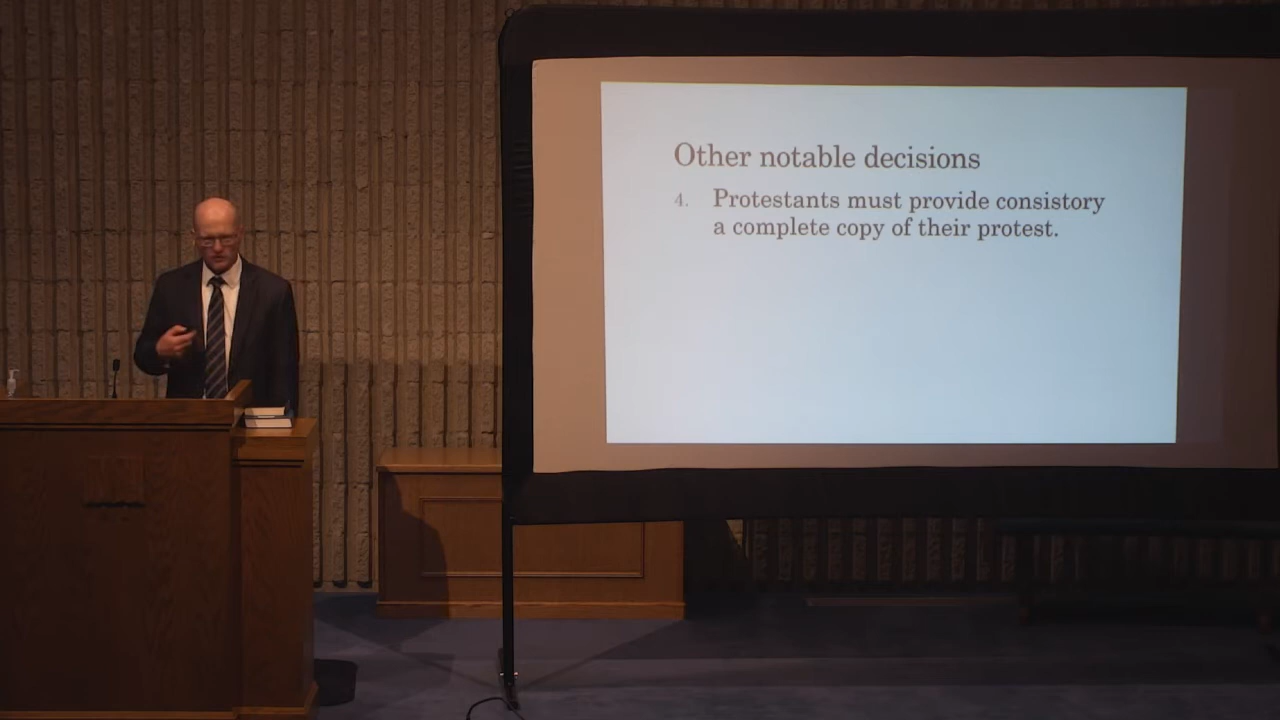 Other notable decisions
4. Protestants must provide consistory
a complete copy of their protest.